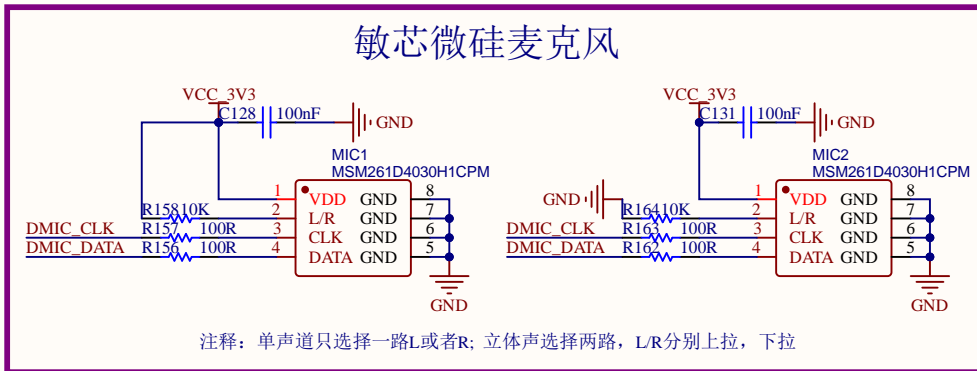 敏芯微硅麦克风
VCC_3V3
C128 100nF
GND
MIC1
MSM261D4030H1CPM
1 VDD GND 8
R158 10K 2 L/R GND 7
DMIC_CLK R157 100R 3 CLK GND 6
DMIC_DATA R156 100R 4 DATA GND 5
GND
VCC_3V3
C131 100nF
GND
MIC2
MSM261D4030H1CPM
1 VDD GND 8
GND R164 10K 2 L/R GND 7
DMIC_CLK R163 100R 3 CLK GND 6
DMIC_DATA R162 100R 4 DATA GND 5
GND
注释：单声道只选择一路L或者R; 立体声选择两路，L/R分别上拉，下拉